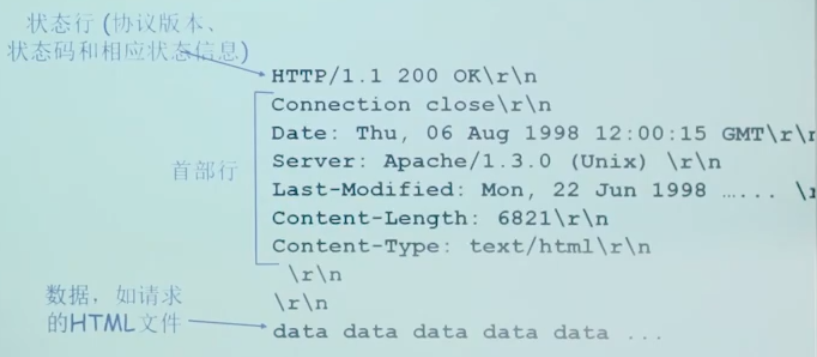 状态行 (协议版本、
状态码和相应状态信息)
HTTP/1.1 200 OK\r\n
Connection close\r\n
Date: Thu, 06 Aug 1998 12:00:15 GMT\r\r
Server: Apache/1.3.0 (Unix) \r\n
首部行
Last-Modified: Mon, 22 Jun 1998 …... \r
Content-Length: 6821\r\n
Content-Type: text/html\r\n
\r\n
数据，如请求
的HTML文件
\r\n
data data data data data ...